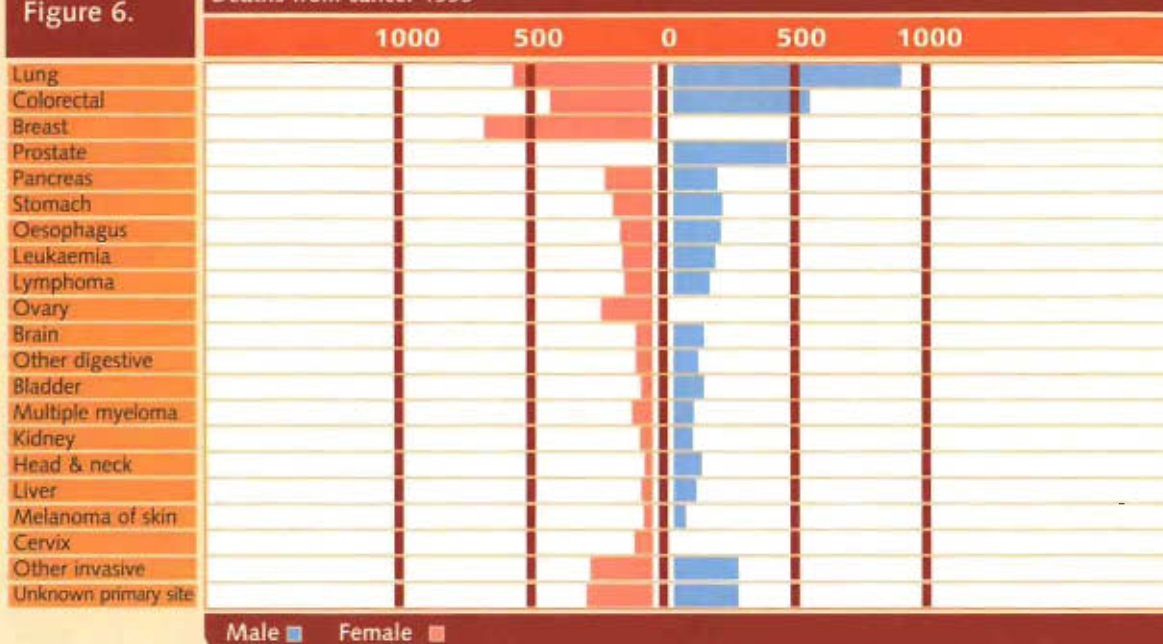 Figure 6.
1000 500 0 500 1000
Lung
Colorectal
Breast
Prostate
Pancreas
Stomach
Oesophagus
Leukaemia
Lymphoma
Ovary
Brain
Other digestive
Bladder
Multiple myeloma
Kidney
Head & neck
Liver
Melanoma of skin
Cervix
Other invasive
Unknown primary site
Male Female